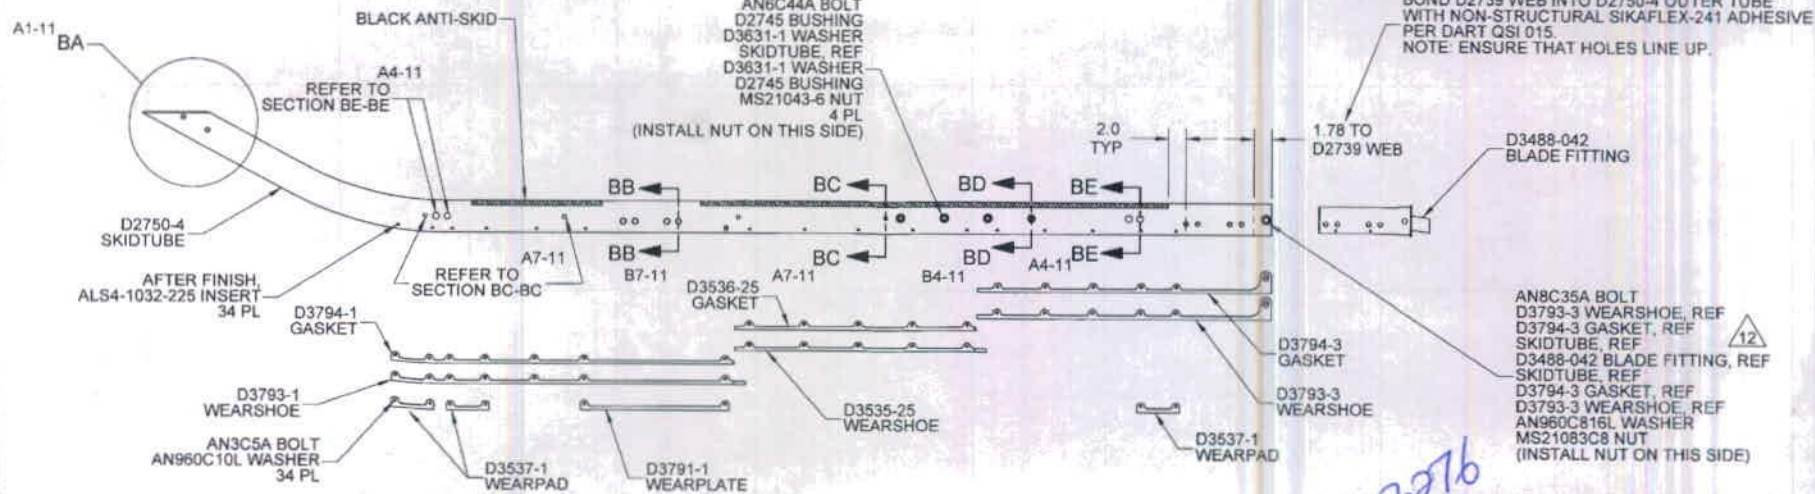 A1-11
BA
BLACK ANTI-SKID
A4-11
REFER TO
SECTION BE-BE
AN6C44A BOLT
D2745 BUSHING
D3631-1 WASHER
SKIDTUBE, REF
D3631-1 WASHER
D2745 BUSHING
MS21043-6 NUT
4 PL
(INSTALL NUT ON THIS SIDE)
BOND D2739 WEB INTO D2750-4 OUTER TUBE
WITH NON-STRUCTURAL SIKAFLEX-241 ADHESIVE
PER DART QSI 015.
NOTE: ENSURE THAT HOLES LINE UP.
2.0
TYP
1.78 TO
D2739 WEB
D3488-042
BLADE FITTING
BB
BC
BD
BE
D2750-4
SKIDTUBE
BB
BC
BD
BE
A7-11
B7-11
A7-11
B4-11
A4-11
REFER TO
SECTION BC-BC
AFTER FINISH,
ALS4-1032-225 INSERT
34 PL
D3794-1
GASKET
D3536-25
GASKET
D3793-1
WEARSHOE
D3535-25
WEARSHOE
D3794-3
GASKET
D3793-3
WEARSHOE
AN3C5A BOLT
AN960C10L WASHER
34 PL
D3537-1
WEARPAD
D3791-1
WEARPLATE
D3537-1
WEARPAD
AN8C35A BOLT
D3793-3 WEARSHOE, REF
D3794-3 GASKET, REF
SKIDTUBE, REF
D3488-042 BLADE FITTING, REF
SKIDTUBE, REF
D3794-3 GASKET, REF
D3793-3 WEARSHOE, REF
AN960C816L WASHER
MS21083C8 NUT
(INSTALL NUT ON THIS SIDE)
12